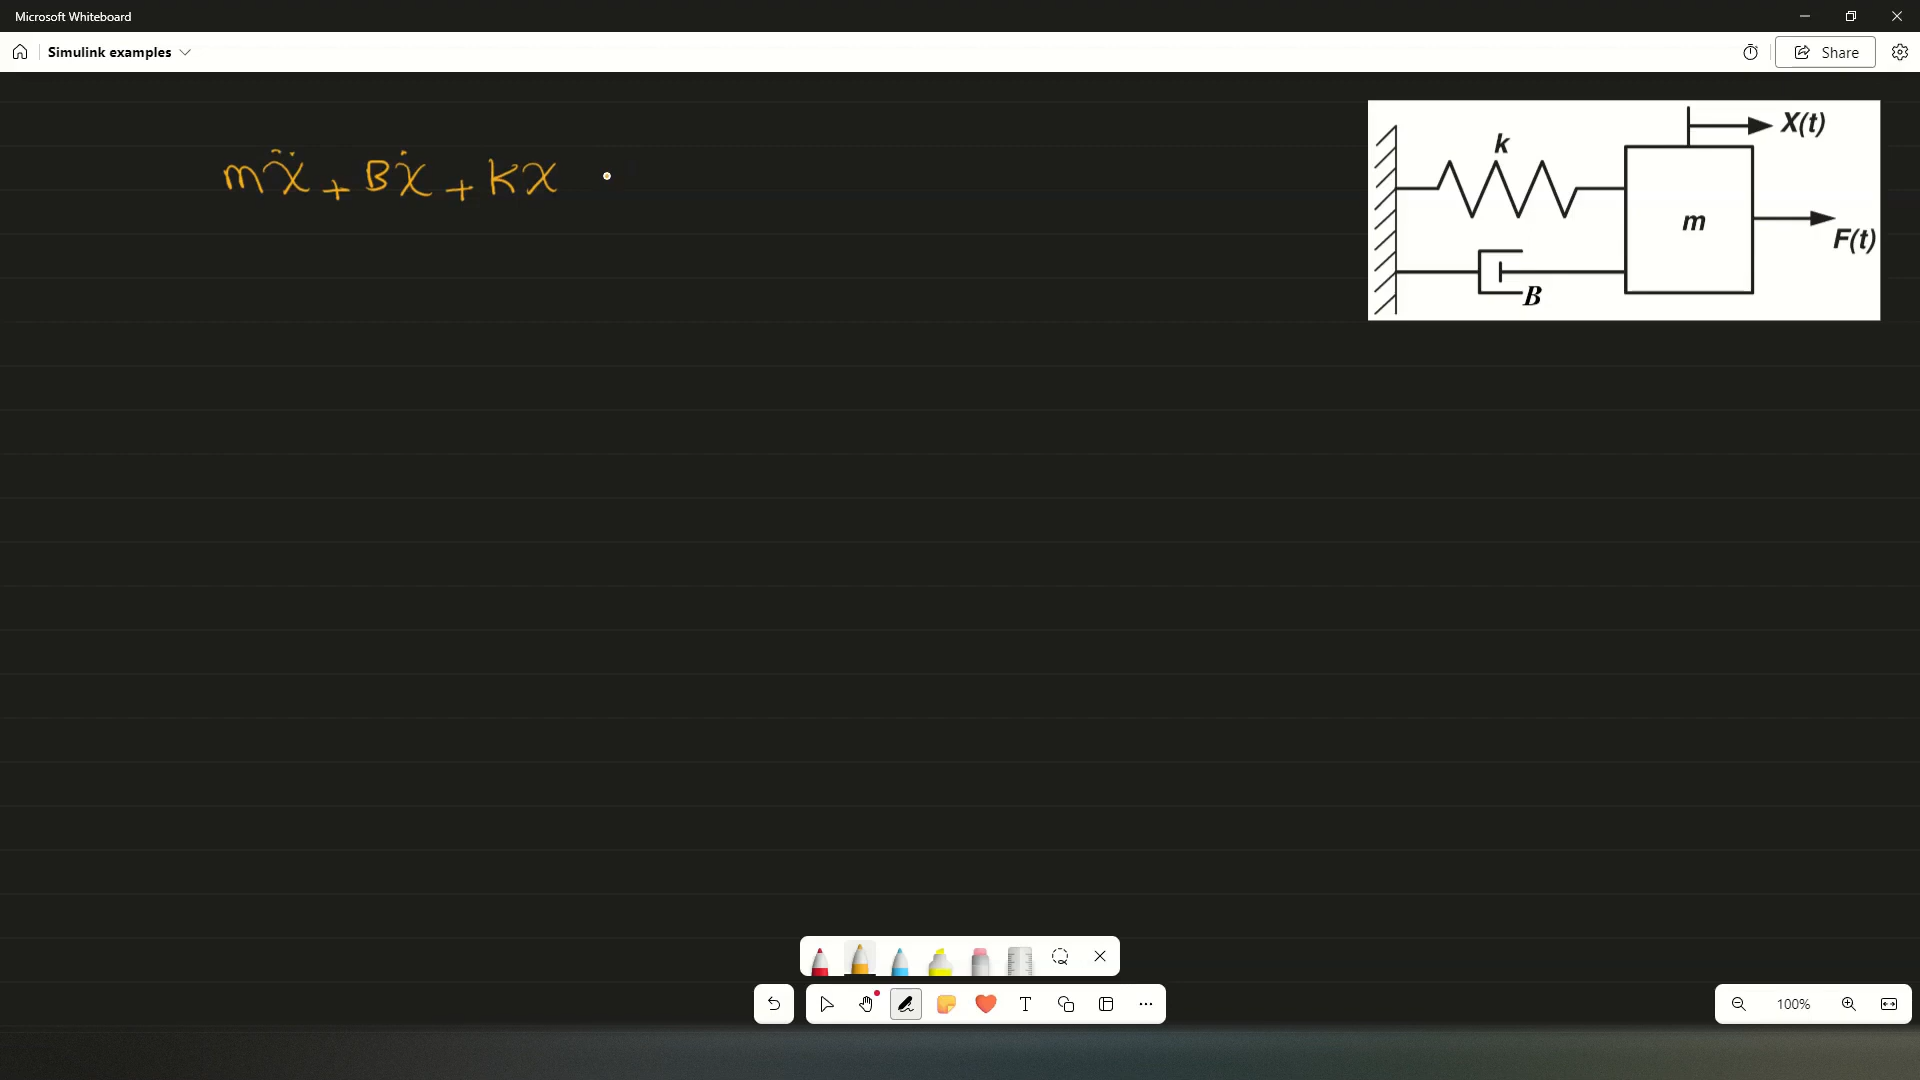 Microsoft Whiteboard
Simulink examples
Share
mẍ + Bẋ + Kx
X(t)
k
m
F(t)
B
100%